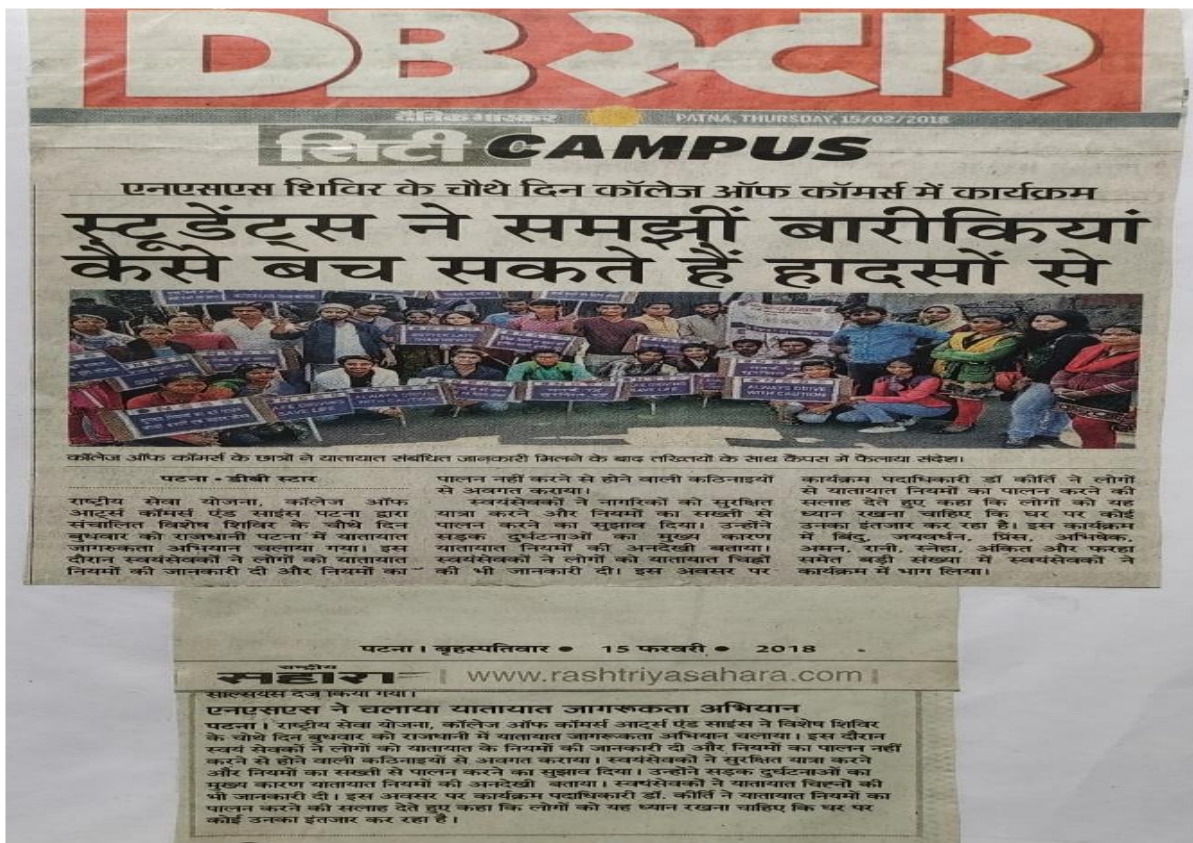 DB स्टार
दैनिक भास्कर PATNA, THURSDAY, 15/02/2018
सिटी CAMPUS
एनएसएस शिविर के चौथे दिन कॉलेज ऑफ कॉमर्स में कार्यक्रम
स्टूडेंट्स ने समझीं बारीकियां
कैसे बच सकते हैं हादसों से
ALWAYS DRIVE
WITH CAUTION
कॉलेज ऑफ कॉमर्स के छात्रों ने यातायात संबंधित जानकारी मिलने के बाद तख्तियों के साथ कैंपस में फैलाया संदेश।
पटना • डीबी स्टार
राष्ट्रीय सेवा योजना, कॉलेज ऑफ
आर्ट्स कॉमर्स एंड साइंस पटना द्वारा
संचालित विशेष शिविर के चौथे दिन
बुधवार को राजधानी पटना में यातायात
जागरुकता अभियान चलाया गया। इस
दौरान स्वयंसेवकों ने लोगों को यातायात
नियमों की जानकारी दी और नियमों का
पालन नहीं करने से होने वाली कठिनाइयों
से अवगत कराया।
स्वयंसेवकों ने नागरिकों को सुरक्षित
यात्रा करने और नियमों का सख्ती से
पालन करने का सुझाव दिया। उन्होंने
सड़क दुर्घटनाओं का मुख्य कारण
यातायात नियमों की अनदेखी बताया।
स्वयंसेवकों ने लोगों को यातायात चिह्नों
की भी जानकारी दी। इस अवसर पर
कार्यक्रम पदाधिकारी डॉ कीर्ति ने लोगों
से यातायात नियमों का पालन करने की
सलाह देते हुए कहा कि लोगों को यह
ध्यान रखना चाहिए कि घर पर कोई
उनका इंतजार कर रहा है। इस कार्यक्रम
में बिंदु, जयवर्धन, प्रिंस, अभिषेक,
अमन, रानी, स्नेहा, अंकित और फरहा
समेत बड़ी संख्या में स्वयंसेवकों ने
कार्यक्रम में भाग लिया।
पटना। बृहस्पतिवार • 15 फरवरी • 2018
राष्ट्रीय
सहारा | www.rashtriyasahara.com |
दर्ज किया गया।
एनएसएस ने चलाया यातायात जागरुकता अभियान
पटना। राष्ट्रीय सेवा योजना, कॉलेज ऑफ कॉमर्स आर्ट्स एंड साइंस ने विशेष शिविर
के चौथे दिन बुधवार को राजधानी में यातायात जागरूकता अभियान चलाया। इस दौरान
स्वयं सेवकों ने लोगों को यातायात के नियमों की जानकारी दी और नियमों का पालन नहीं
करने से होने वाली कठिनाइयों से अवगत कराया। स्वयंसेवकों ने सुरक्षित यात्रा करने
और नियमों का सख्ती से पालन करने का सुझाव दिया। उन्होंने सड़क दुर्घटनाओं का
मुख्य कारण यातायात नियमों की अनदेखी बताया। स्वयंसेवकों ने यातायात चिह्नों की
भी जानकारी दी। इस अवसर पर कार्यक्रम पदाधिकारी डॉ. कीर्ति ने यातायात नियमों का
पालन करने की सलाह देते हुए कहा कि लोगों को यह ध्यान रखना चाहिए कि घर पर
कोई उनका इंतजार कर रहा है।